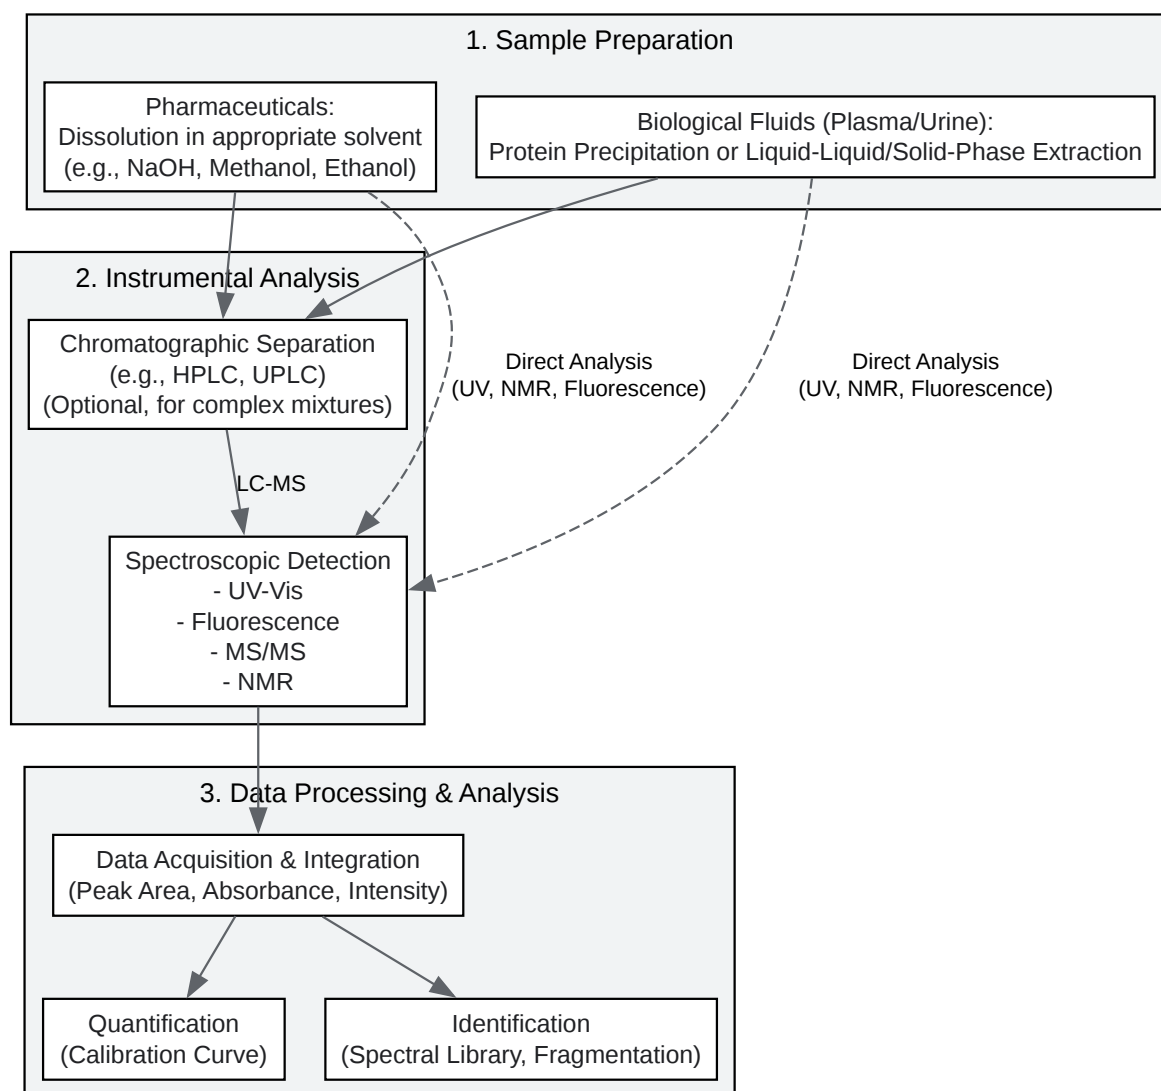 1. Sample Preparation
Pharmaceuticals:
Dissolution in appropriate solvent
(e.g., NaOH, Methanol, Ethanol)
Biological Fluids (Plasma/Urine):
Protein Precipitation or Liquid-Liquid/Solid-Phase Extraction
2. Instrumental Analysis
Chromatographic Separation
(e.g., HPLC, UPLC)
(Optional, for complex mixtures)
Direct Analysis
(UV, NMR, Fluorescence)
Direct Analysis
(UV, NMR, Fluorescence)
LC-MS
Spectroscopic Detection
- UV-Vis
- Fluorescence
- MS/MS
- NMR
3. Data Processing & Analysis
Data Acquisition & Integration
(Peak Area, Absorbance, Intensity)
Quantification
(Calibration Curve)
Identification
(Spectral Library, Fragmentation)